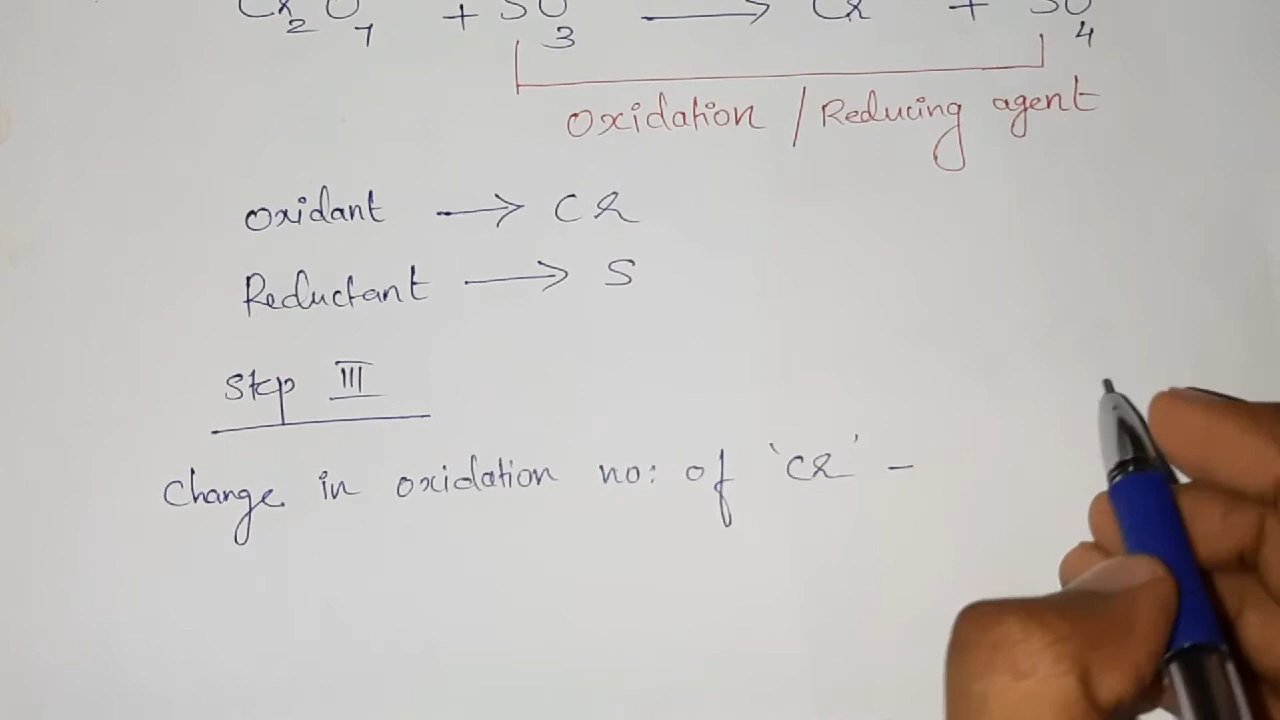 Cr2O7 + SO3 → Cr + SO4
Oxidation / Reducing agent
Oxidant → Cr
Reductant → S
Step III
Change in oxidation no: of 'Cr' -